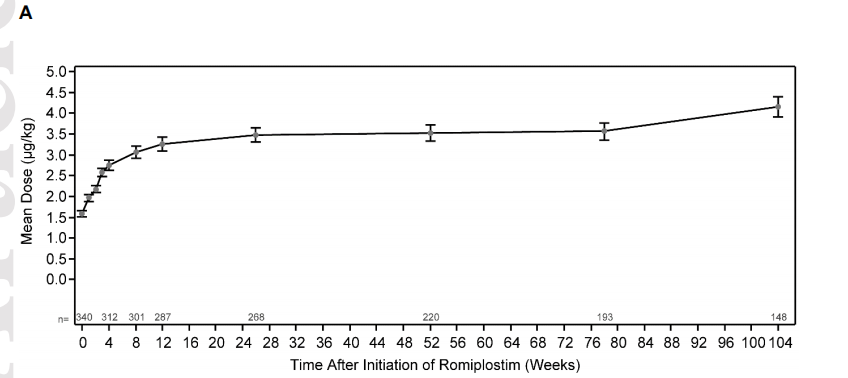 A
Mean Dose (μg/kg)
5.0
4.5
4.0
3.5
3.0
2.5
2.0
1.5
1.0
0.5
0.0
n= 340 312 301 287 268 220 193 148
0 4 8 12 16 20 24 28 32 36 40 44 48 52 56 60 64 68 72 76 80 84 88 92 96 100 104
Time After Initiation of Romiplostim (Weeks)